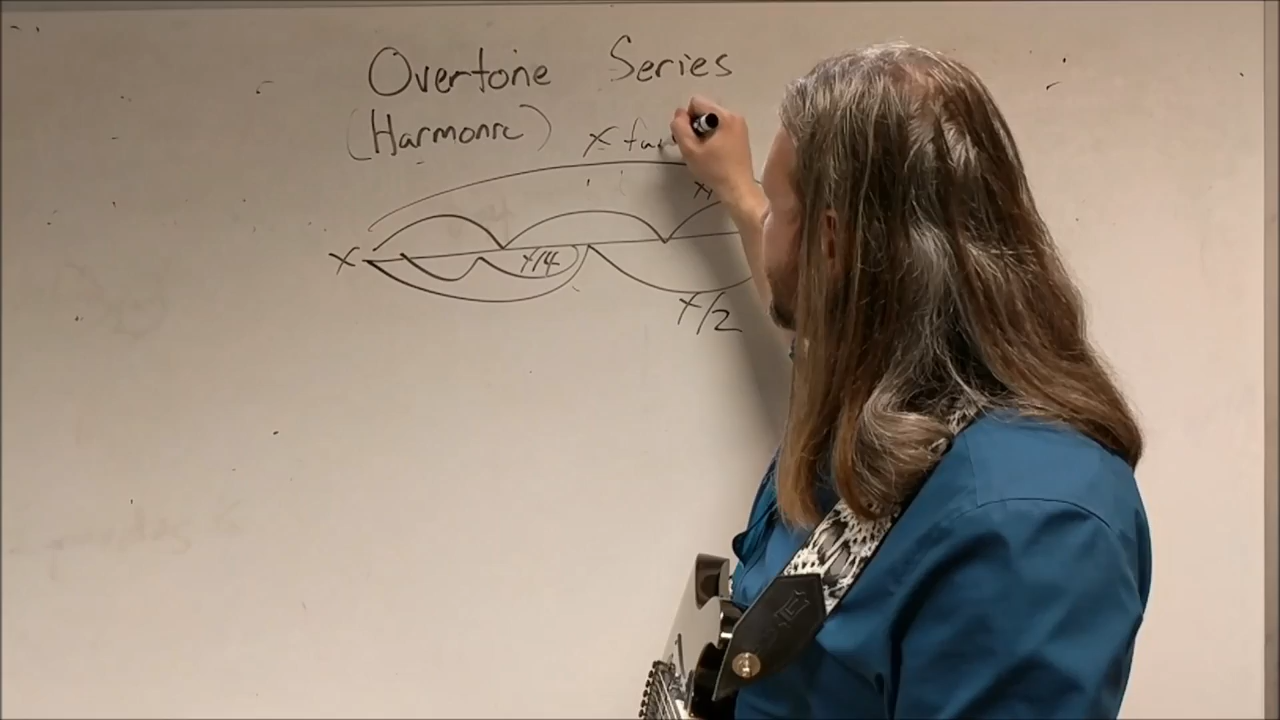 Overtone Series
(Harmonic)
X
X
X/4
X/2